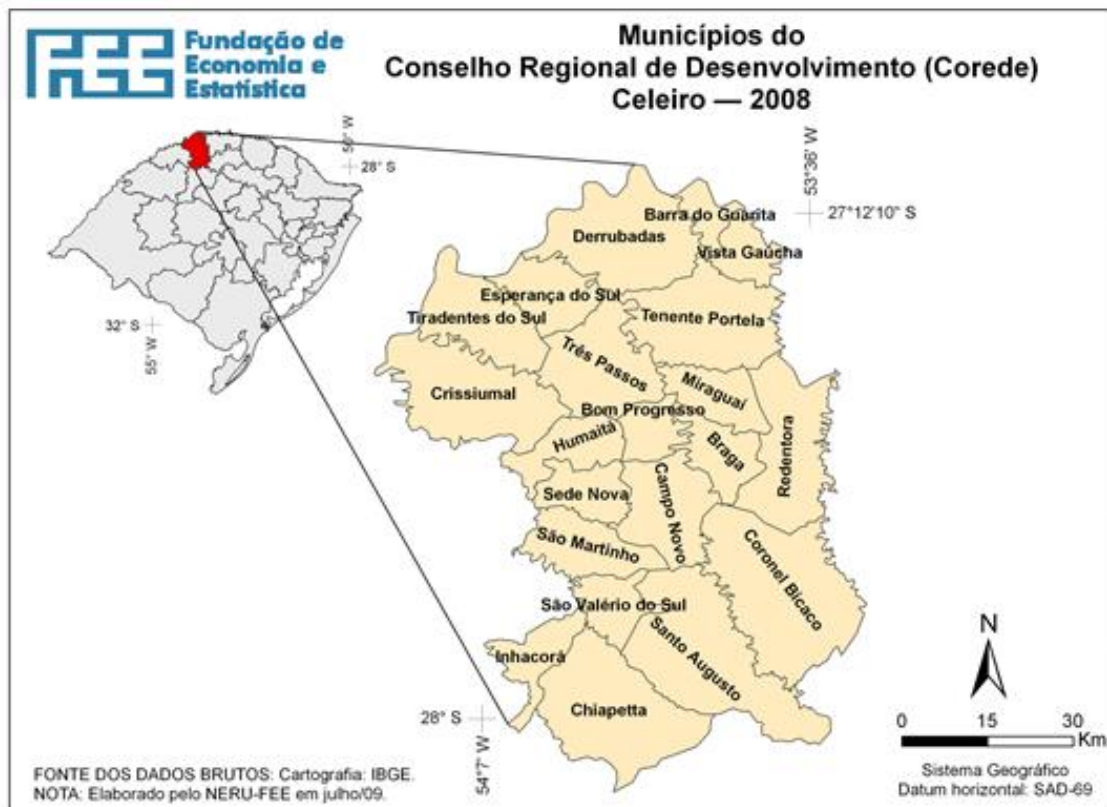 FEE
Fundação de
Economia e
Estatística
Municípios do
Conselho Regional de Desenvolvimento (Corede)
Celeiro — 2008
50° W
28° S
32° S
55° W
53°36' W
27°12'10" S
Barra do Guarita
Derrubadas
Vista Gaúcha
Esperança do Sul
Tiradentes do Sul
Tenente Portela
Três Passos
Crissiumal
Miraguaí
Bom Progresso
Redentora
Humaitá
Braga
Sede Nova
Campo Novo
São Martinho
Coronel Bicaco
São Valério do Sul
Inhacorá
Santo Augusto
Chiapetta
28° S
54°7' W
N
0 15 30
Km
Sistema Geográfico
Datum horizontal: SAD-69
FONTE DOS DADOS BRUTOS: Cartografia: IBGE.
NOTA: Elaborado pelo NERU-FEE em julho/09.